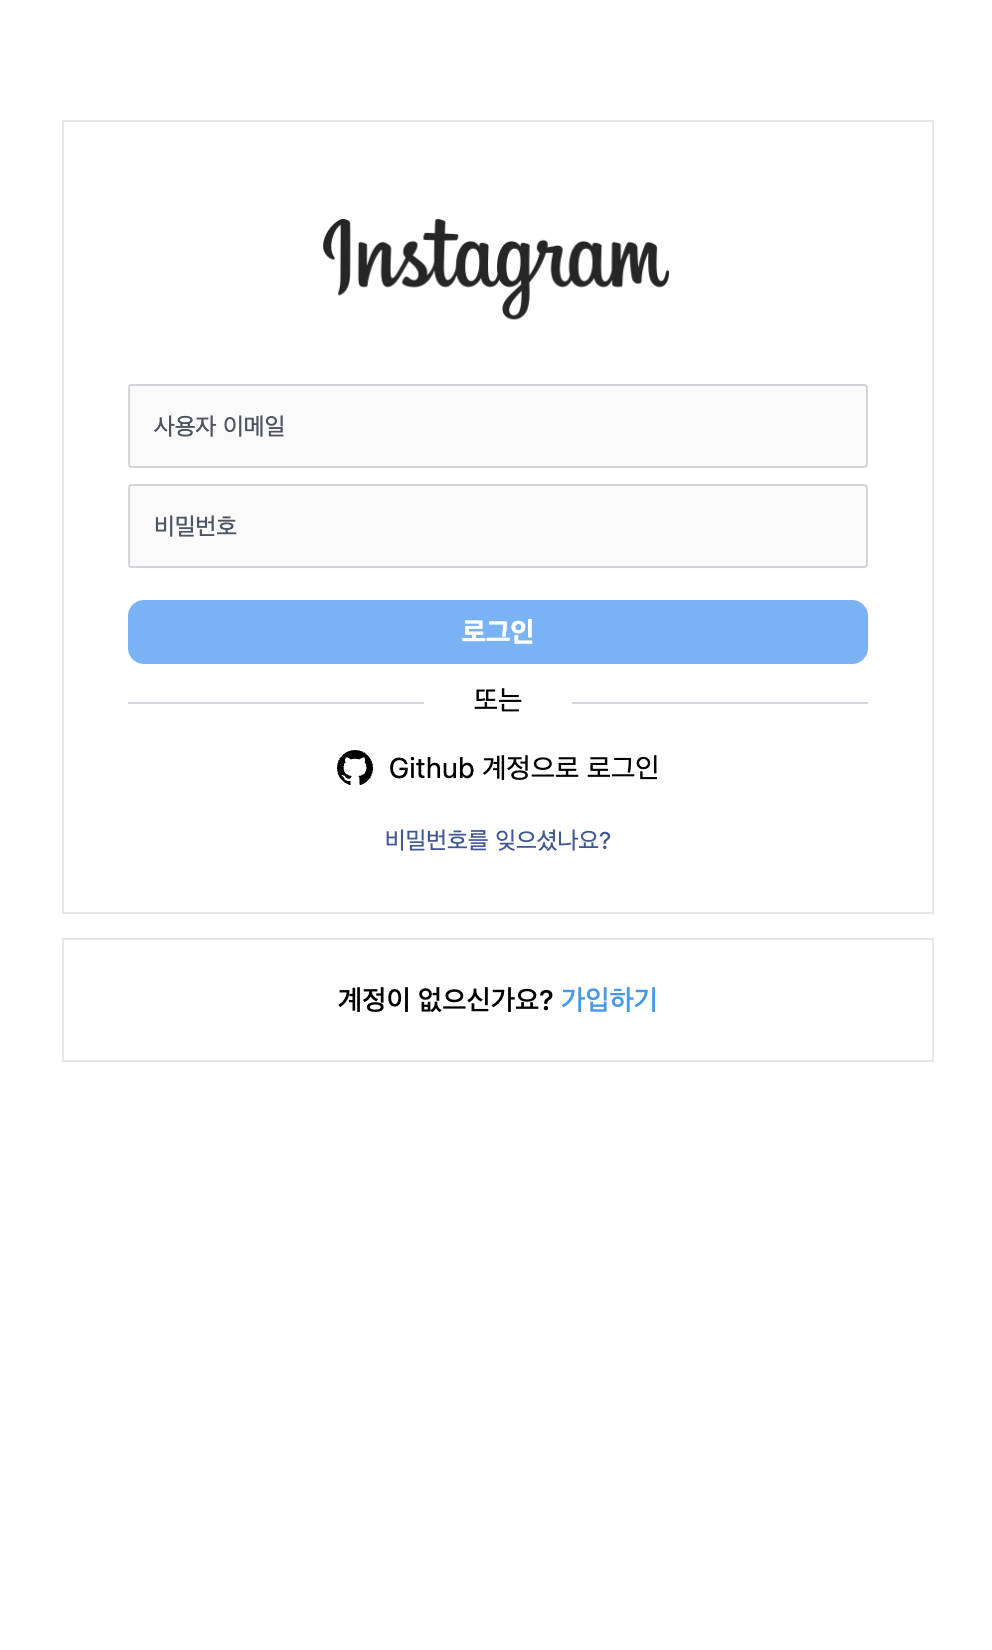 Instagram
사용자 이메일
비밀번호
로그인
또는
Github 계정으로 로그인
비밀번호를 잊으셨나요?
계정이 없으신가요? 가입하기